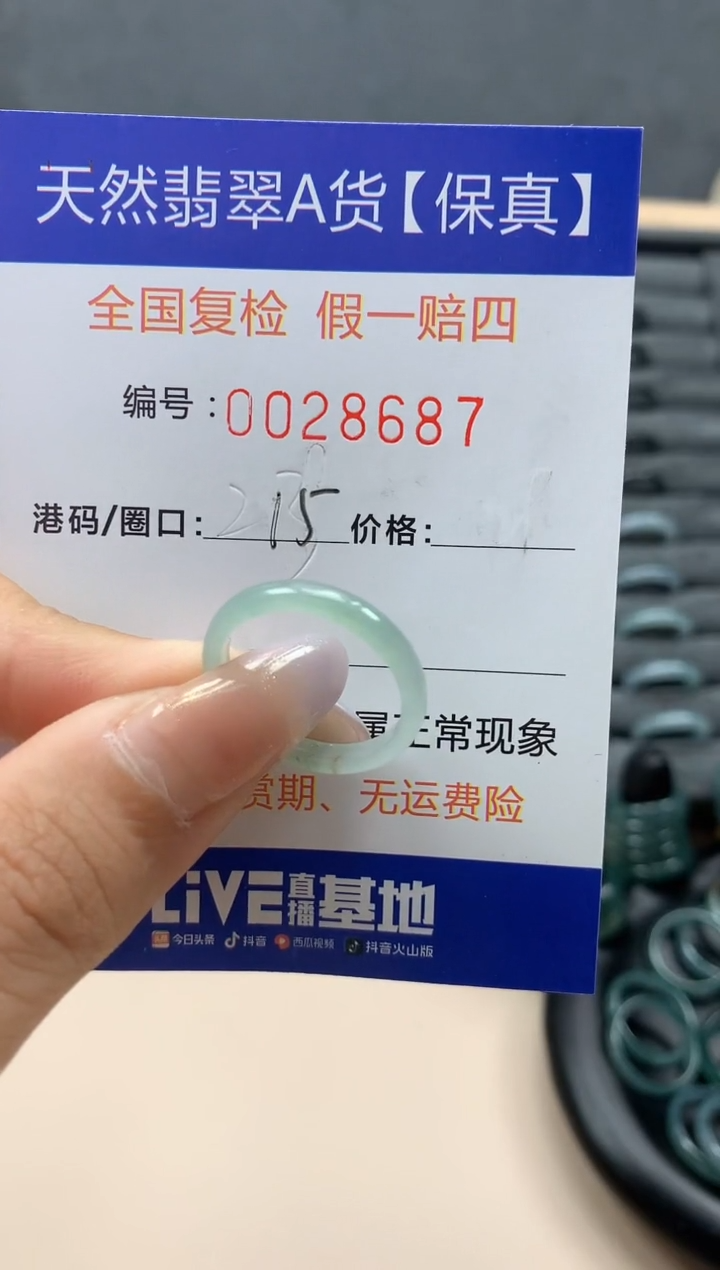 天然翡翠A货【保真】
全国复检 假一赔四
编号:0028687
港码/圈口: 15 价格:
属正常现象
赏期、无运费险
LIVE直播基地
今日头条 抖音 西瓜视频 抖音火山版